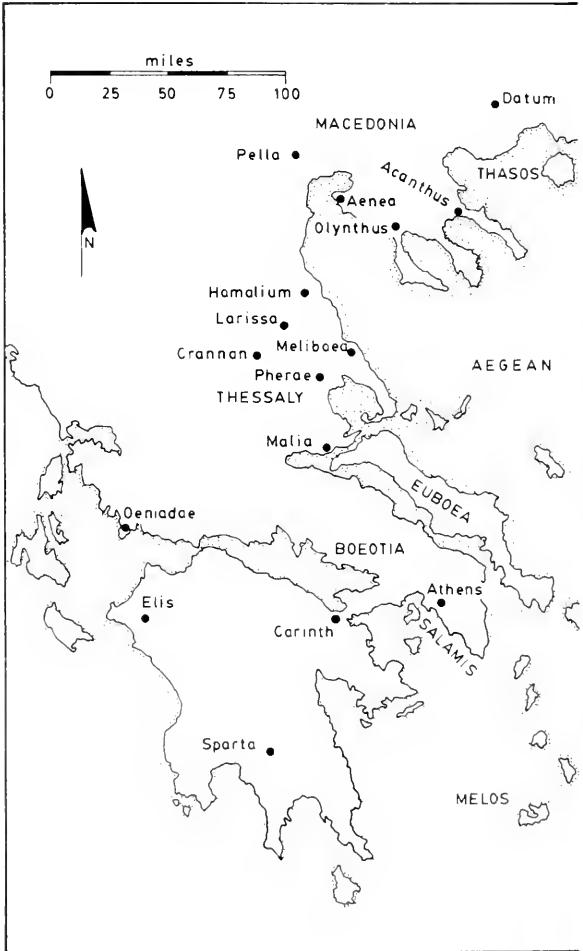 miles
0 25 50 75 100
Datum
MACEDONIA
Pella
THASOS
Acanthus
Aenea
Olynthus
N
Homalium
Larissa
Crannan
Meliboea
AEGEAN
Pherae
THESSALY
Malia
EUBOEA
Oeniadae
BOEOTIA
Elis
Athens
Carinth
SALAMIS
Sparta
MELOS